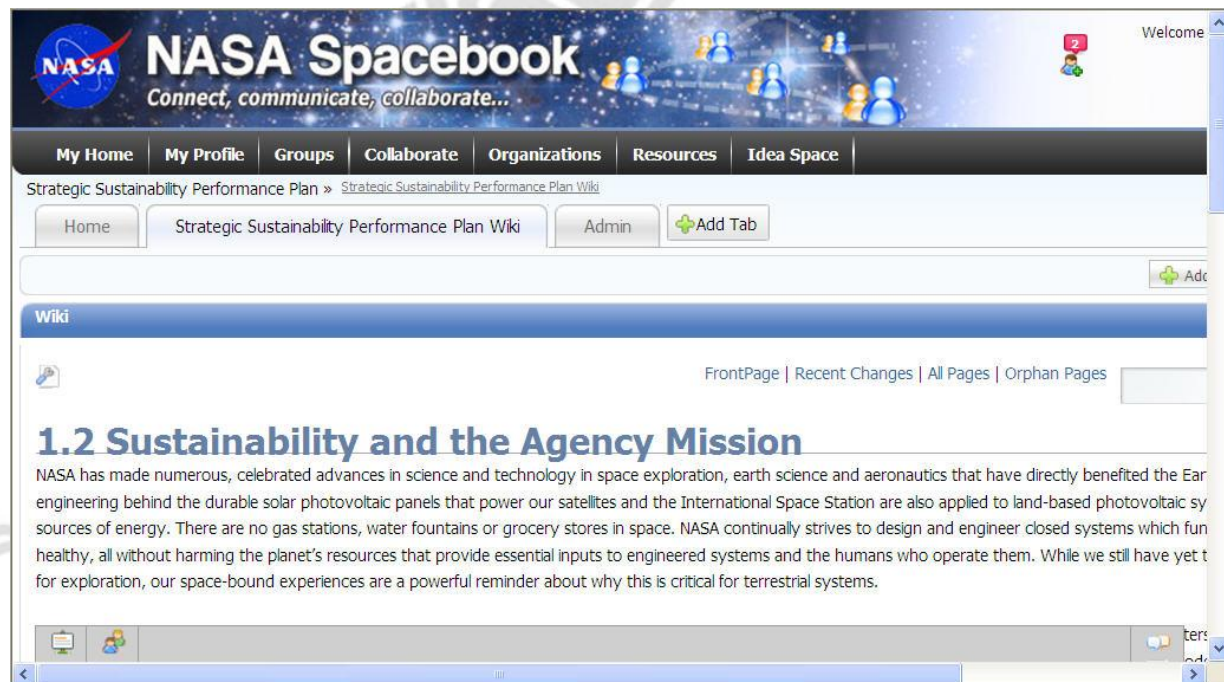 NASA
NASA Spacebook
Connect, communicate, collaborate...
2
Welcome
My Home My Profile Groups Collaborate Organizations Resources Idea Space
Strategic Sustainability Performance Plan » Strategic Sustainability Performance Plan Wiki
Home Strategic Sustainability Performance Plan Wiki Admin Add Tab
Add
Wiki
FrontPage | Recent Changes | All Pages | Orphan Pages
1.2 Sustainability and the Agency Mission
NASA has made numerous, celebrated advances in science and technology in space exploration, earth science and aeronautics that have directly benefited the Ear
engineering behind the durable solar photovoltaic panels that power our satellites and the International Space Station are also applied to land-based photovoltaic sy
sources of energy. There are no gas stations, water fountains or grocery stores in space. NASA continually strives to design and engineer closed systems which fun
healthy, all without harming the planet's resources that provide essential inputs to engineered systems and the humans who operate them. While we still have yet t
for exploration, our space-bound experiences are a powerful reminder about why this is critical for terrestrial systems.
ters